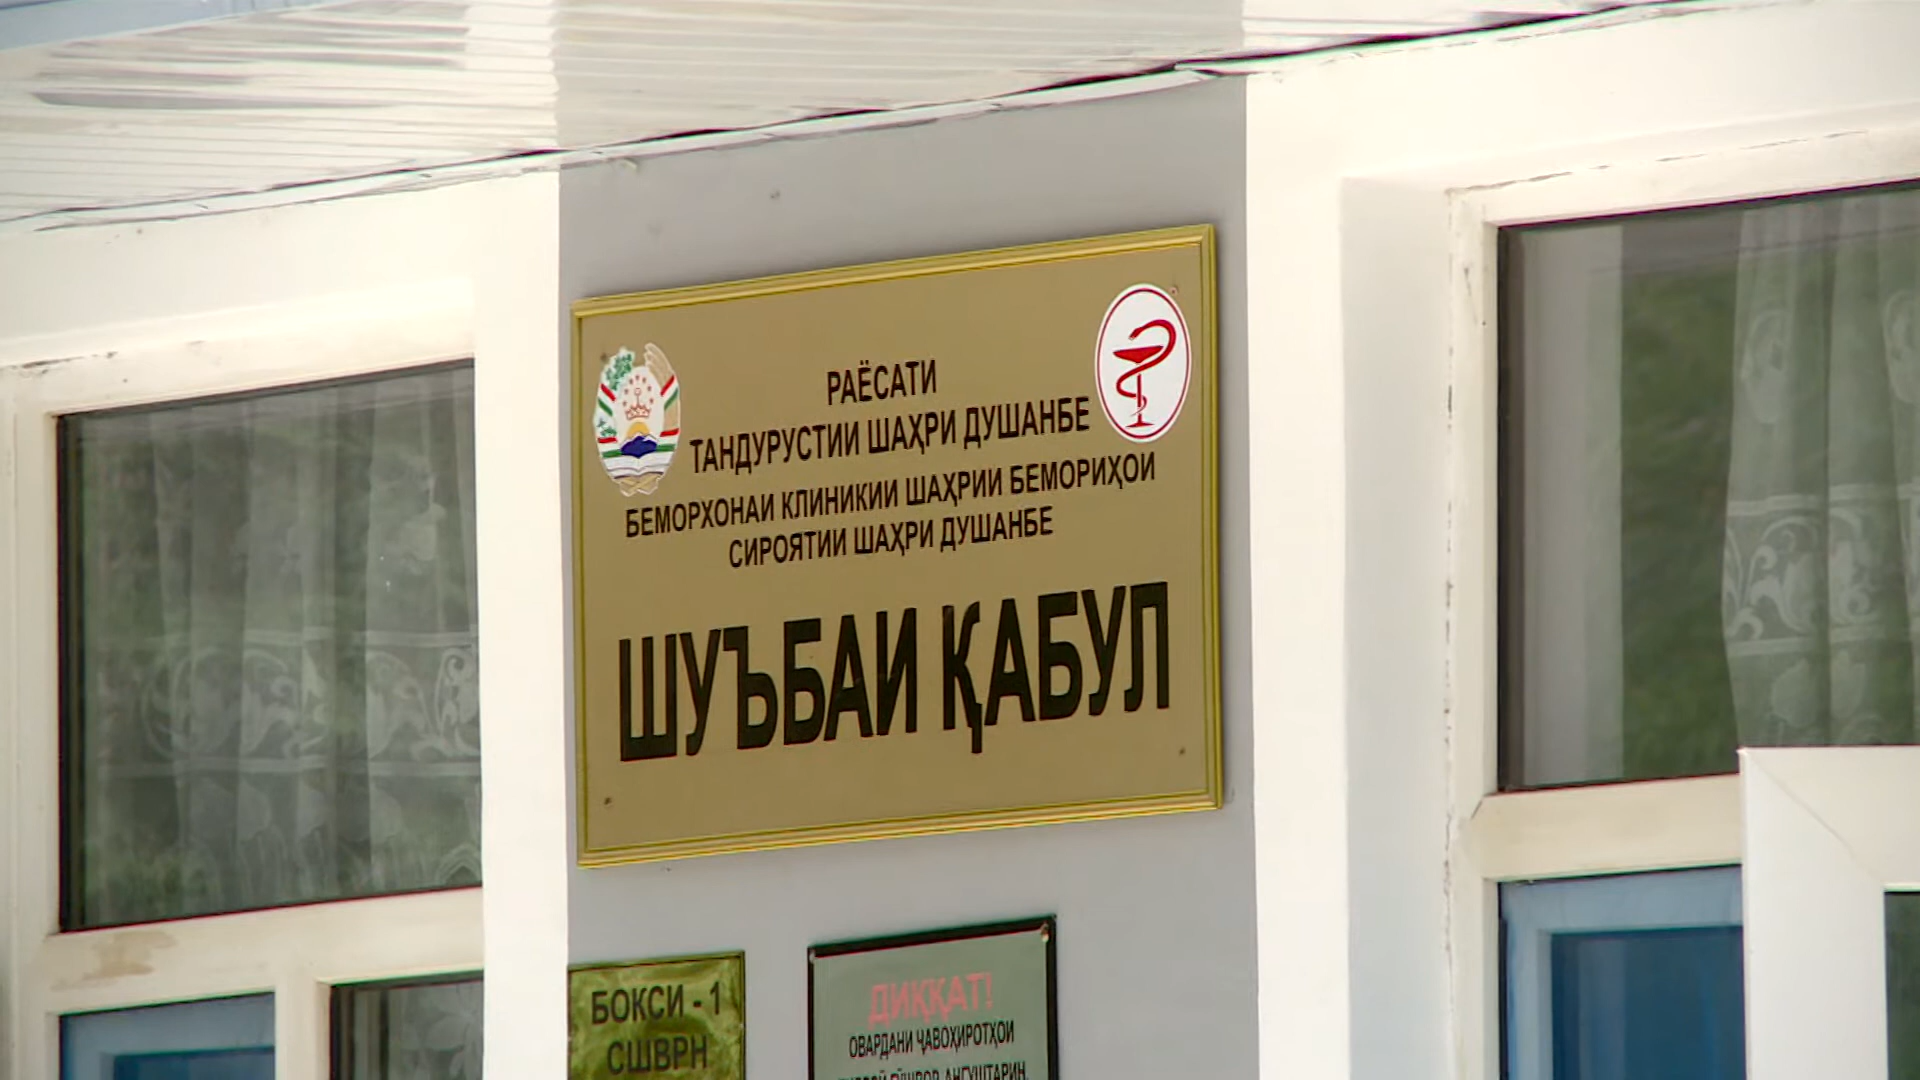 РАЁСАТИ
ТАНДУРУСТИИ ШАҲРИ ДУШАНБЕ
БЕМОРХОНАИ КЛИНИКИИ ШАҲРИИ БЕМОРИҲОИ
СИРОЯТИИ ШАҲРИ ДУШАНБЕ
ШУЪБАИ ҚАБУЛ
БОКСИ - 1
СШВРН
ДИҚҚАТ!
ОВАРДАНИ ҶАВОҲИРОТҲОИ
АНГУШТАРИН,